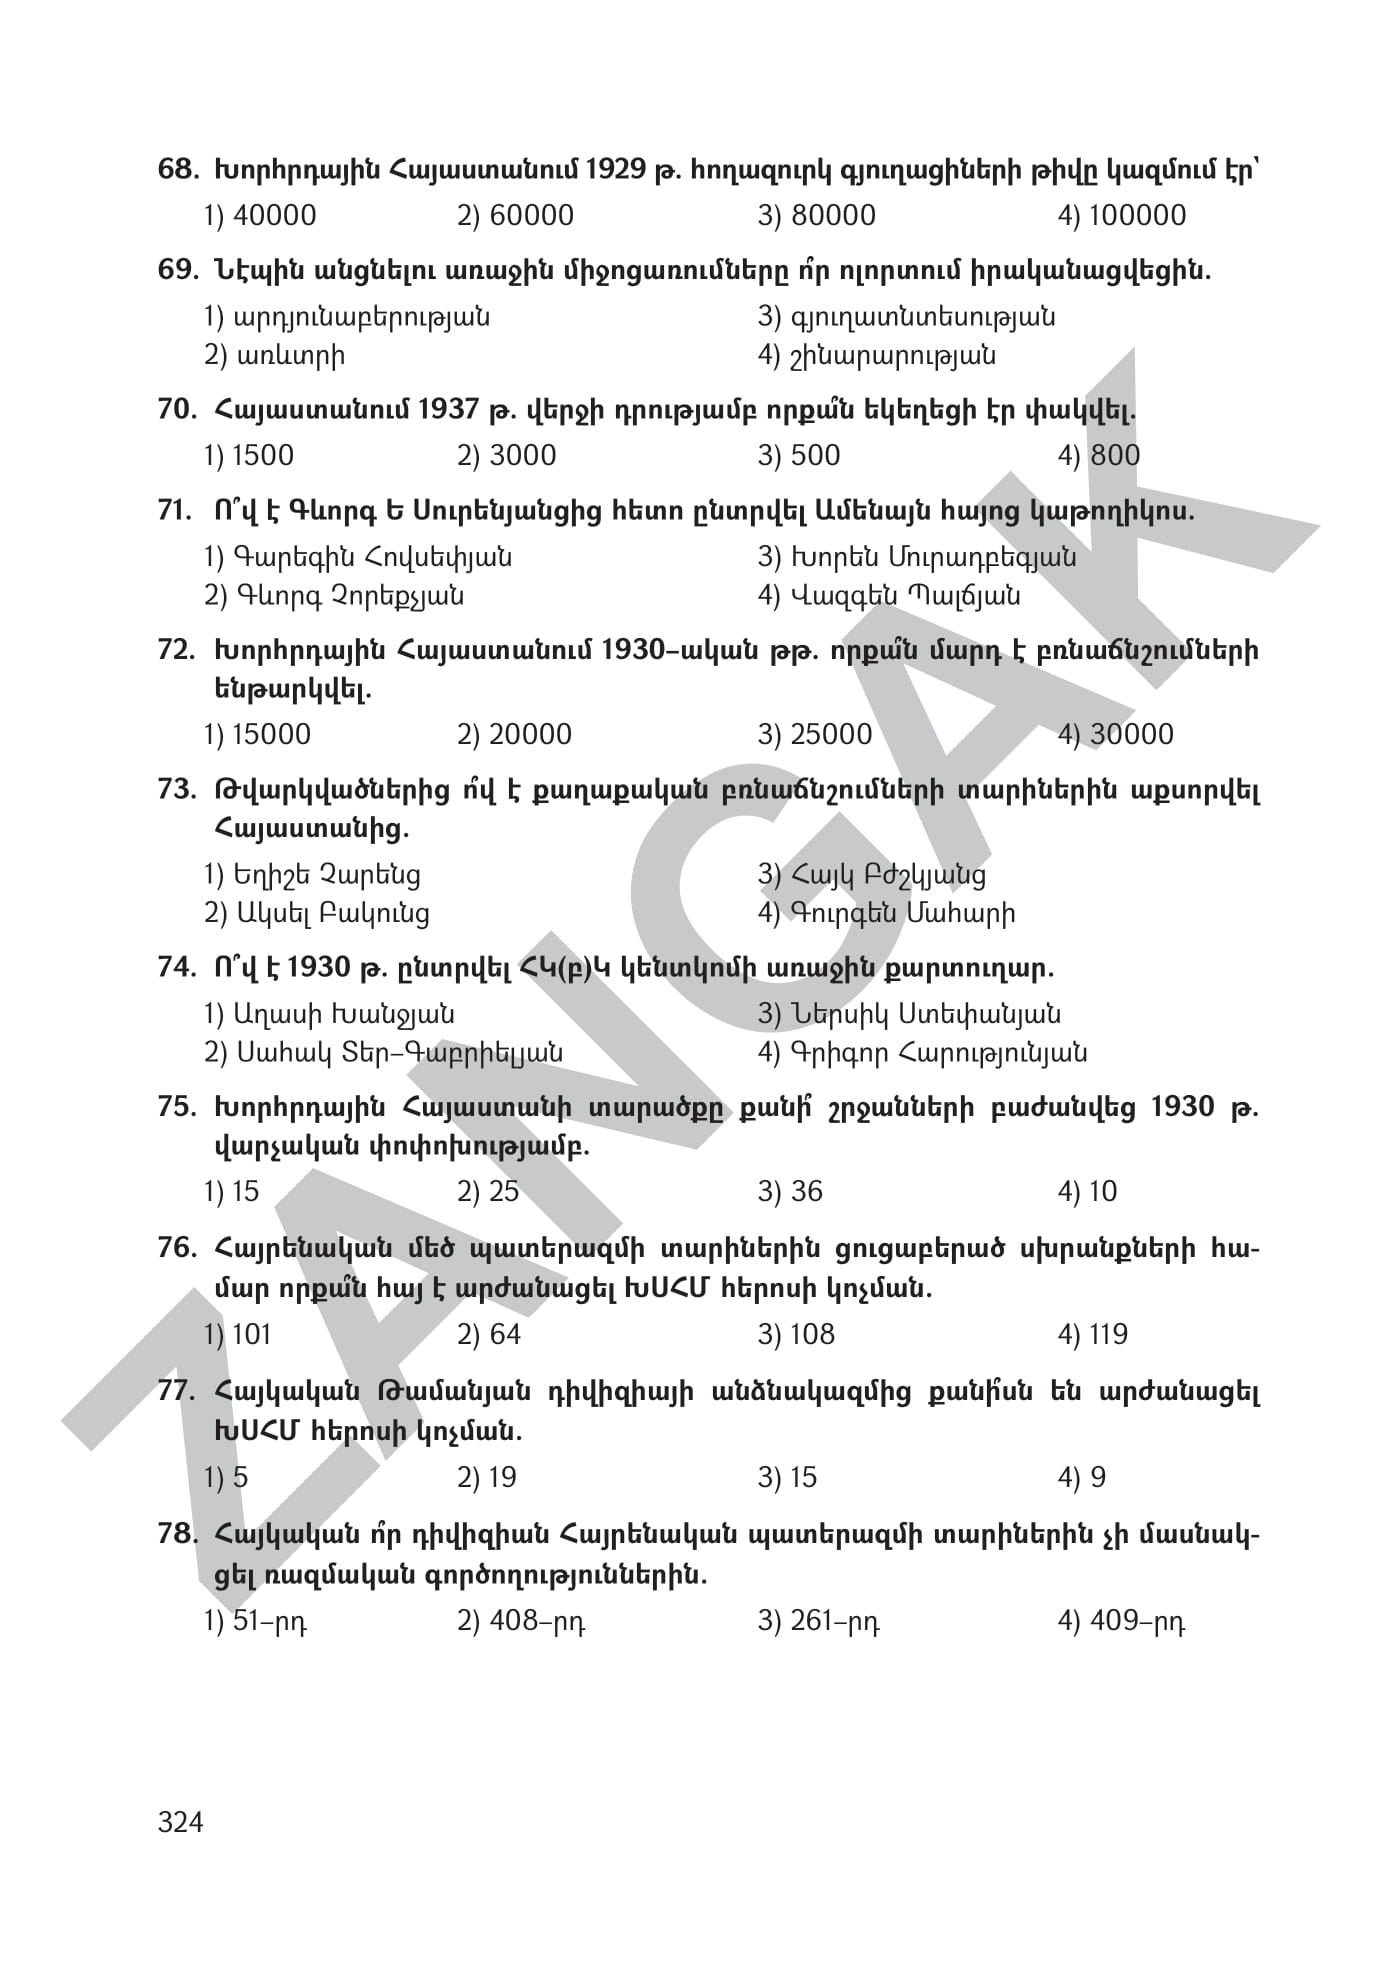 68. Խորհրդային Հայաստանում 1929 թ. հողազուրկ գյուղացիների թիվը կազմում էր՝
1) 40000 2) 60000 3) 80000 4) 100000
69. Նէպին անցնելու առաջին միջոցառումները ո՞ր ոլորտում իրականացվեցին.
1) արդյունաբերության 3) գյուղատնտեսության
2) առևտրի 4) շինարարության
70. Հայաստանում 1937 թ. վերջի դրությամբ որքա՞ն եկեղեցի էր փակվել.
1) 1500 2) 3000 3) 500 4) 800
71. Ո՞վ է Գևորգ Ե Սուրենյանցից հետո ընտրվել Ամենայն հայոց կաթողիկոս.
1) Գարեգին Հովսեփյան 3) Խորեն Մուրադբեգյան
2) Գևորգ Չորեքչյան 4) Վազգեն Պալճյան
72. Խորհրդային Հայաստանում 1930–ական թթ. որքա՞ն մարդ է բռնաճնշումների
ենթարկվել.
1) 15000 2) 20000 3) 25000 4) 30000
73. Թվարկվածներից ո՞վ է քաղաքական բռնաճնշումների տարիներին աքսորվել
Հայաստանից.
1) Եղիշե Չարենց 3) Հայկ Բժշկյանց
2) Ակսել Բակունց 4) Գուրգեն Մահարի
74. Ո՞վ է 1930 թ. ընտրվել ՀԿ(բ)Կ կենտկոմի առաջին քարտուղար.
1) Աղասի Խանջյան 3) Ներսիկ Ստեփանյան
2) Սահակ Տեր–Գաբրիելյան 4) Գրիգոր Հարությունյան
75. Խորհրդային Հայաստանի տարածքը քանի՞ շրջանների բաժանվեց 1930 թ.
վարչական փոփոխությամբ.
1) 15 2) 25 3) 36 4) 10
76. Հայրենական մեծ պատերազմի տարիներին ցուցաբերած սխրանքների հա-
մար որքա՞ն հայ է արժանացել ԽՍՀՄ հերոսի կոչման.
1) 101 2) 64 3) 108 4) 119
77. Հայկական Թամանյան դիվիզիայի անձնակազմից քանի՞սն են արժանացել
ԽՍՀՄ հերոսի կոչման.
1) 5 2) 19 3) 15 4) 9
78. Հայկական ո՞ր դիվիզիան Հայրենական պատերազմի տարիներին չի մասնակ-
ցել ռազմական գործողություններին.
1) 51–րդ 2) 408–րդ 3) 261–րդ 4) 409–րդ
324
ZANGAK